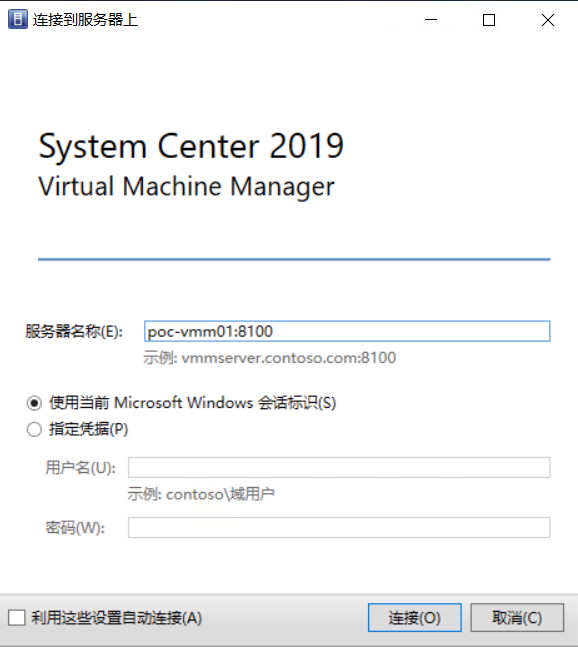 连接到服务器上
System Center 2019
Virtual Machine Manager
服务器名称(E): poc-vmm01:8100
示例: vmmserver.contoso.com:8100
使用当前 Microsoft Windows 会话标识(S)
指定凭据(P)
用户名(U):
示例: contoso\域用户
密码(W):
利用这些设置自动连接(A) 连接(O) 取消(C)